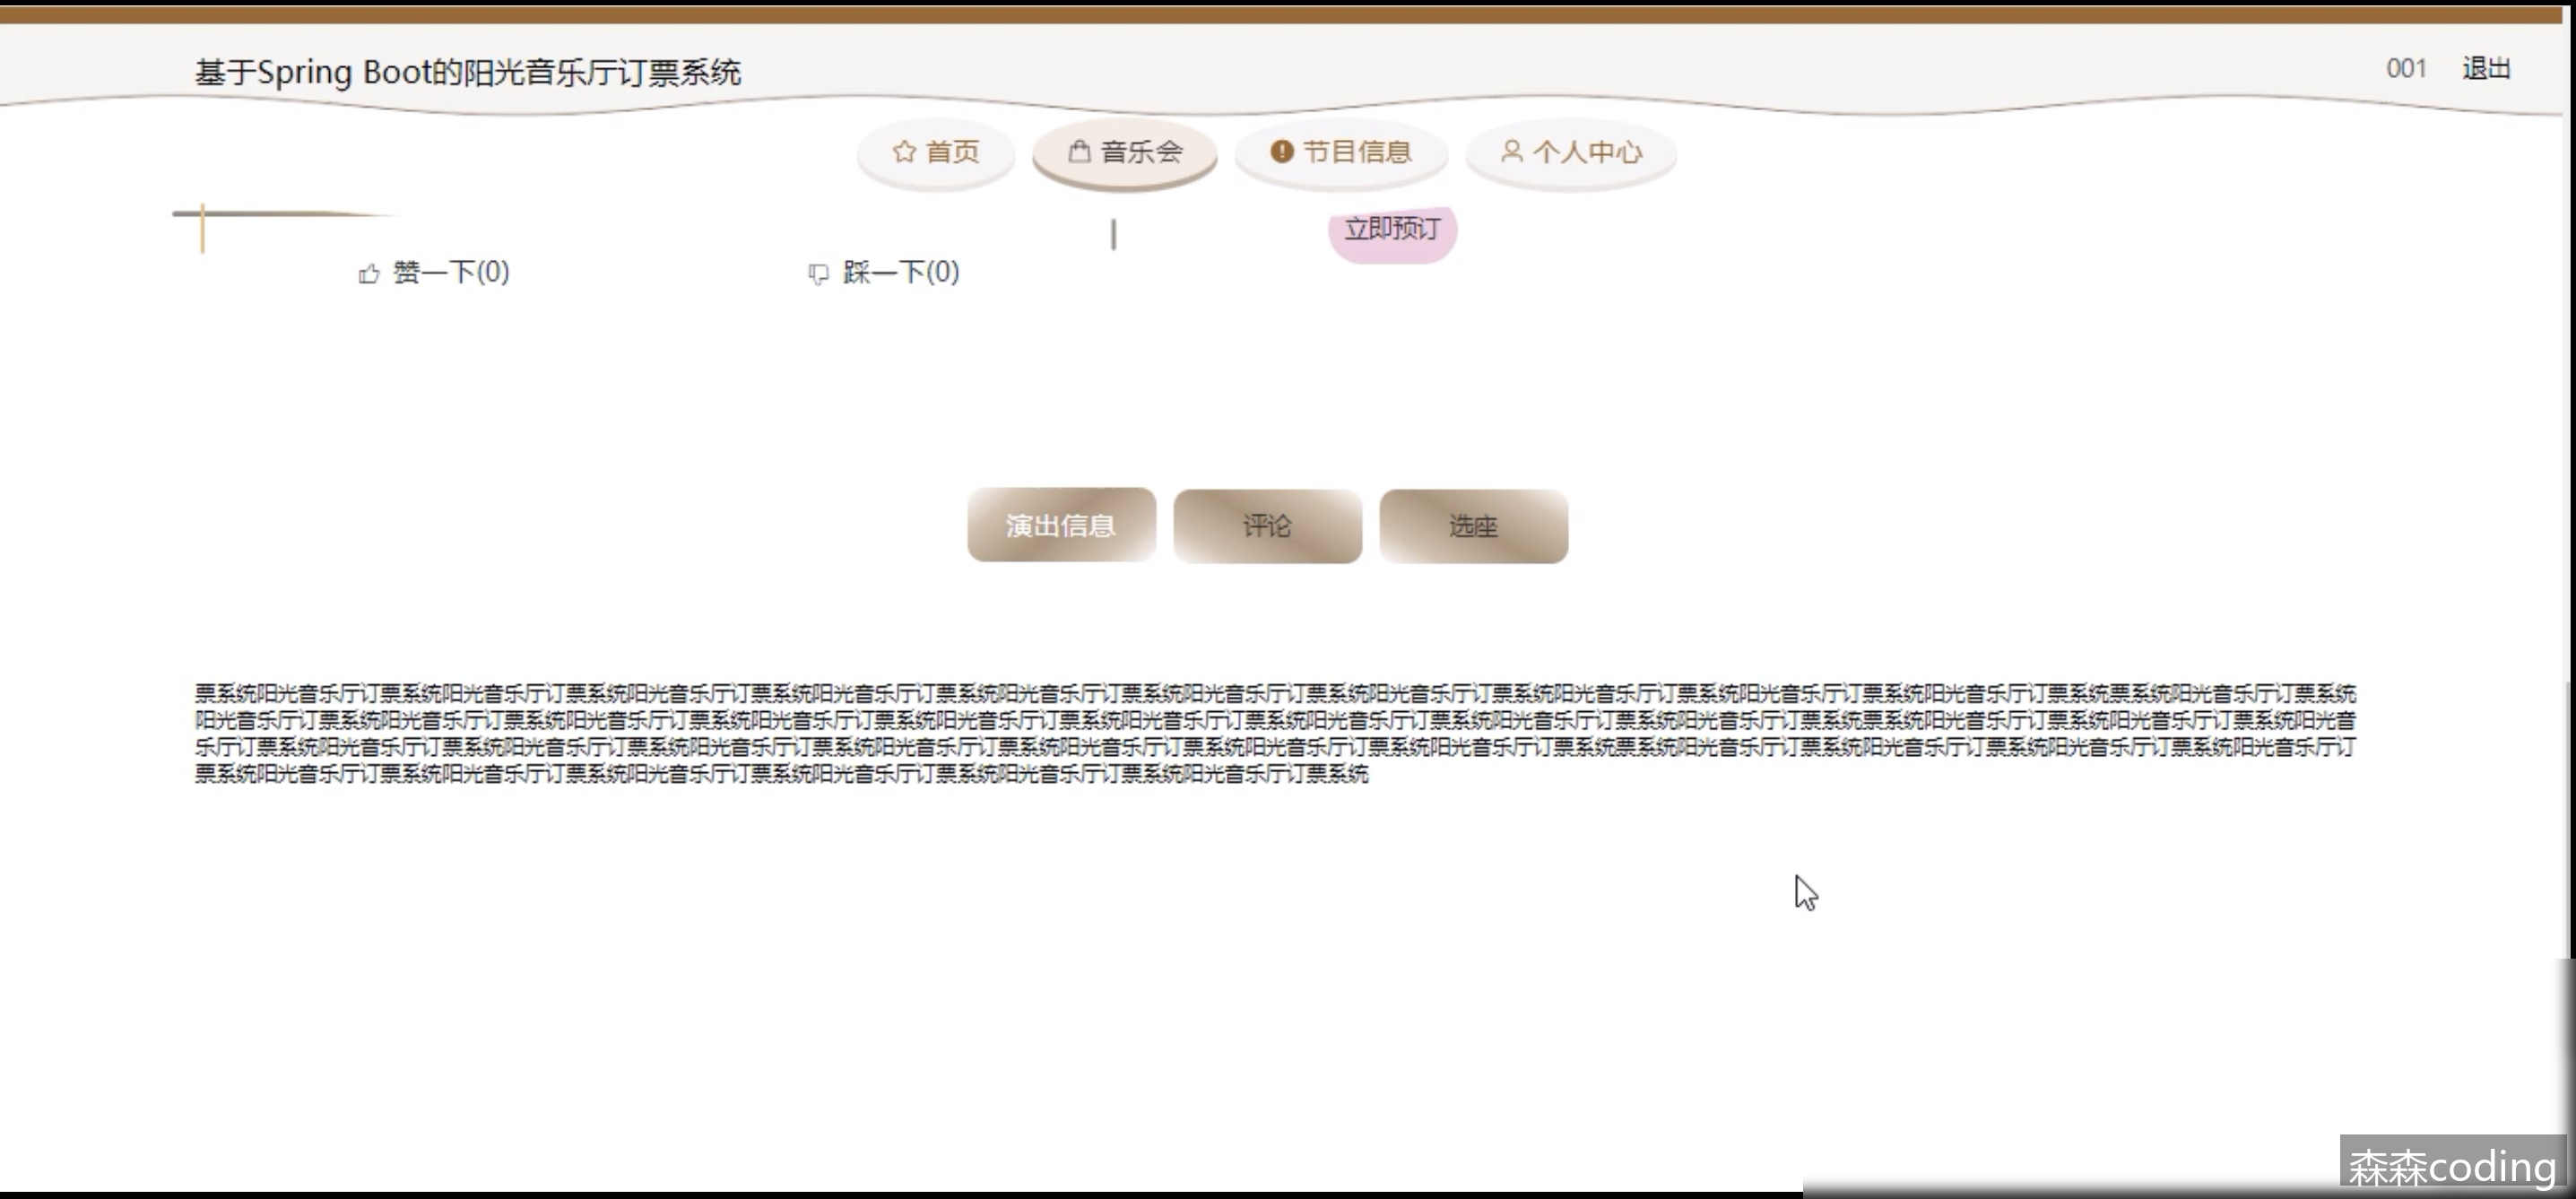 基于Spring Boot的阳光音乐厅订票系统
001 退出
首页 音乐会 节目信息 个人中心
立即预订
赞一下(0) 踩一下(0)
演出信息 评论 选座
票系统阳光音乐厅订票系统阳光音乐厅订票系统阳光音乐厅订票系统阳光音乐厅订票系统阳光音乐厅订票系统阳光音乐厅订票系统阳光音乐厅订票系统阳光音乐厅订票系统阳光音乐厅订票系统阳光音乐厅订票系统票系统阳光音乐厅订票系统
阳光音乐厅订票系统阳光音乐厅订票系统阳光音乐厅订票系统阳光音乐厅订票系统阳光音乐厅订票系统阳光音乐厅订票系统阳光音乐厅订票系统阳光音乐厅订票系统阳光音乐厅订票系统票系统阳光音乐厅订票系统阳光音乐厅订票系统阳光音
乐厅订票系统阳光音乐厅订票系统阳光音乐厅订票系统阳光音乐厅订票系统阳光音乐厅订票系统阳光音乐厅订票系统阳光音乐厅订票系统阳光音乐厅订票系统票系统阳光音乐厅订票系统阳光音乐厅订票系统阳光音乐厅订票系统阳光音乐厅订
票系统阳光音乐厅订票系统阳光音乐厅订票系统阳光音乐厅订票系统阳光音乐厅订票系统阳光音乐厅订票系统阳光音乐厅订票系统
森森coding